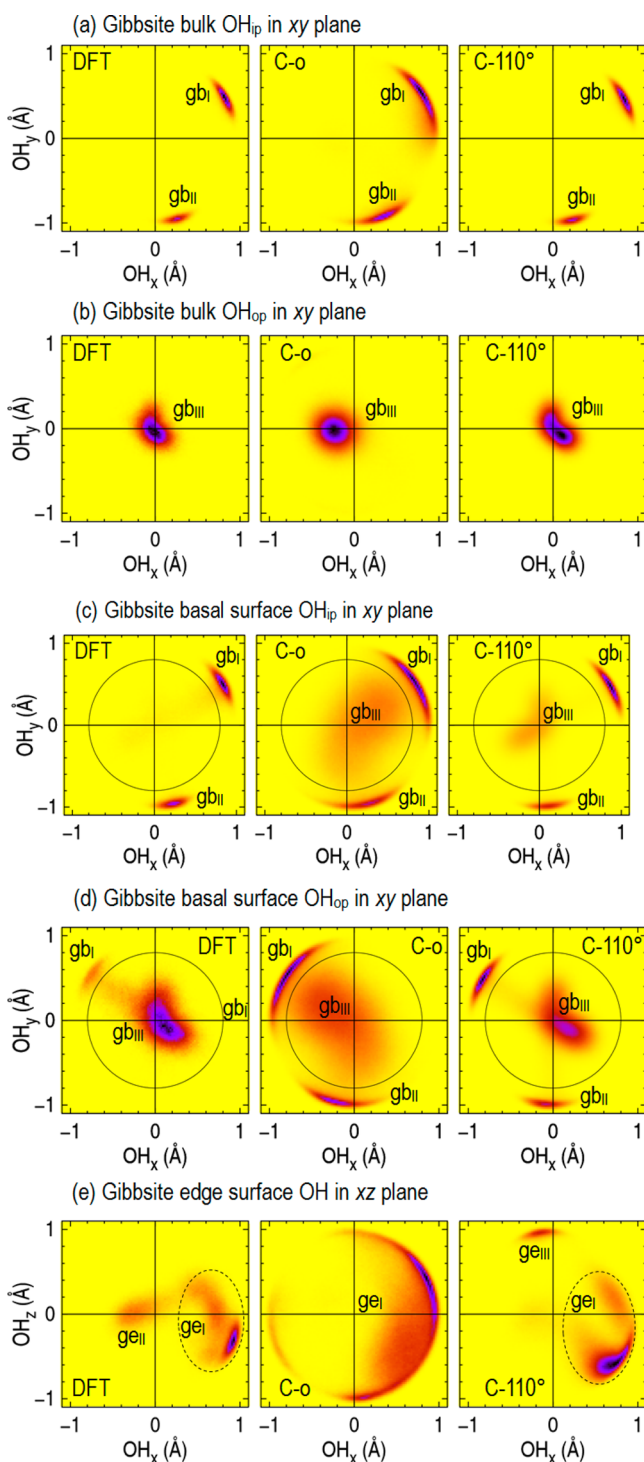 (a) Gibbsite bulk OHip in xy plane
DFT C-o C-110°
gbI gbI gbI
gbII gbII gbII
1
0
−1
OHy (Å)
−1 0 1 −1 0 1 −1 0 1
OHx (Å) OHx (Å) OHx (Å)
(b) Gibbsite bulk OHop in xy plane
DFT C-o C-110°
gbIII gbIII gbIII
1
0
−1
OHy (Å)
−1 0 1 −1 0 1 −1 0 1
OHx (Å) OHx (Å) OHx (Å)
(c) Gibbsite basal surface OHip in xy plane
DFT C-o C-110°
gbI gbI gbI
gbIII gbIII
gbII gbII gbII
1
0
−1
OHy (Å)
−1 0 1 −1 0 1 −1 0 1
OHx (Å) OHx (Å) OHx (Å)
(d) Gibbsite basal surface OHop in xy plane
DFT C-o C-110°
gbI gbI gbI
gbI
gbIII gbIII gbIII
gbII gbII
1
0
−1
OHy (Å)
−1 0 1 −1 0 1 −1 0 1
OHx (Å) OHx (Å) OHx (Å)
(e) Gibbsite edge surface OH in xz plane
geIII
geII geI geI geI
DFT C-o C-110°
1
0
−1
OHz (Å)
−1 0 1 −1 0 1 −1 0 1
OHx (Å) OHx (Å) OHx (Å)